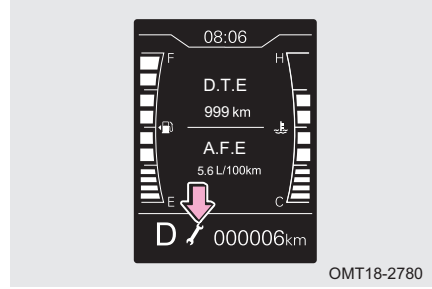 08:06
F
H
D.T.E
999 km
A.F.E
5.6 L/100km
E
C
D
000006km
OMT18-2780